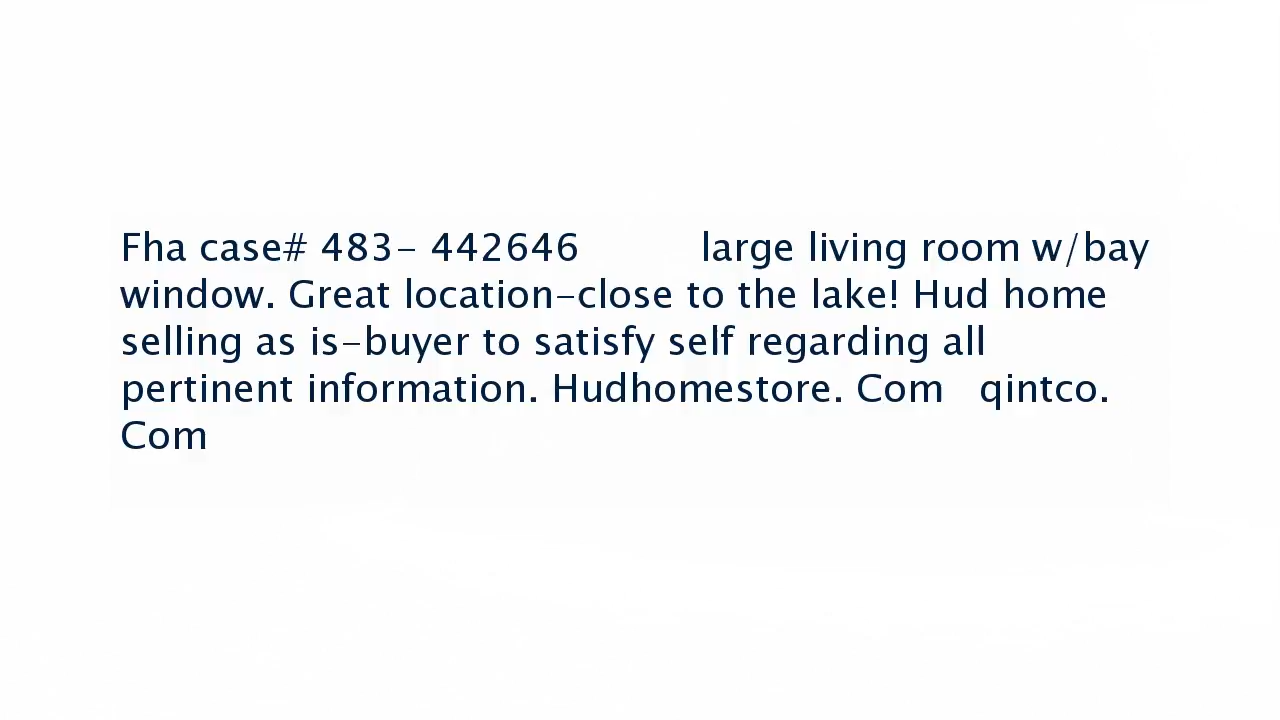 Fha case# 483- 442646 large living room w/bay
window. Great location-close to the lake! Hud home
selling as is-buyer to satisfy self regarding all
pertinent information. Hudhomestore. Com qintco.
Com